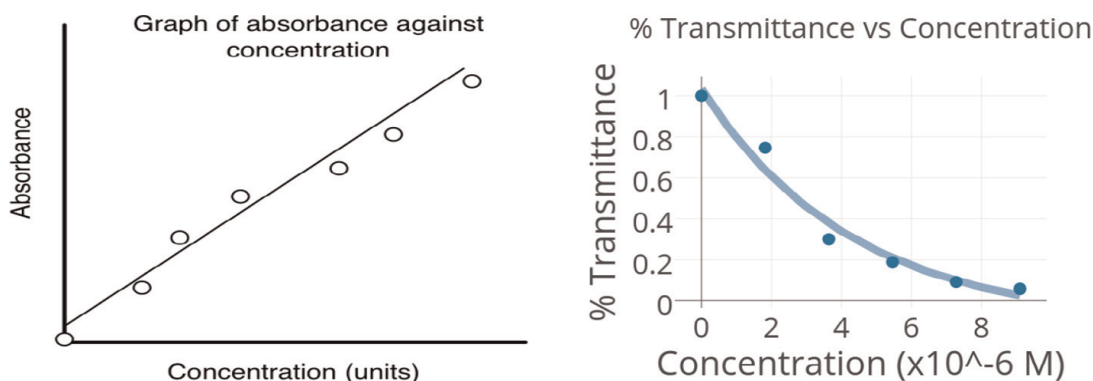 Graph of absorbance against
concentration
Absorbance
Concentration (units)
% Transmittance vs Concentration
% Transmittance
1
0.8
0.6
0.4
0.2
0
0 2 4 6 8
Concentration (x10^-6 M)